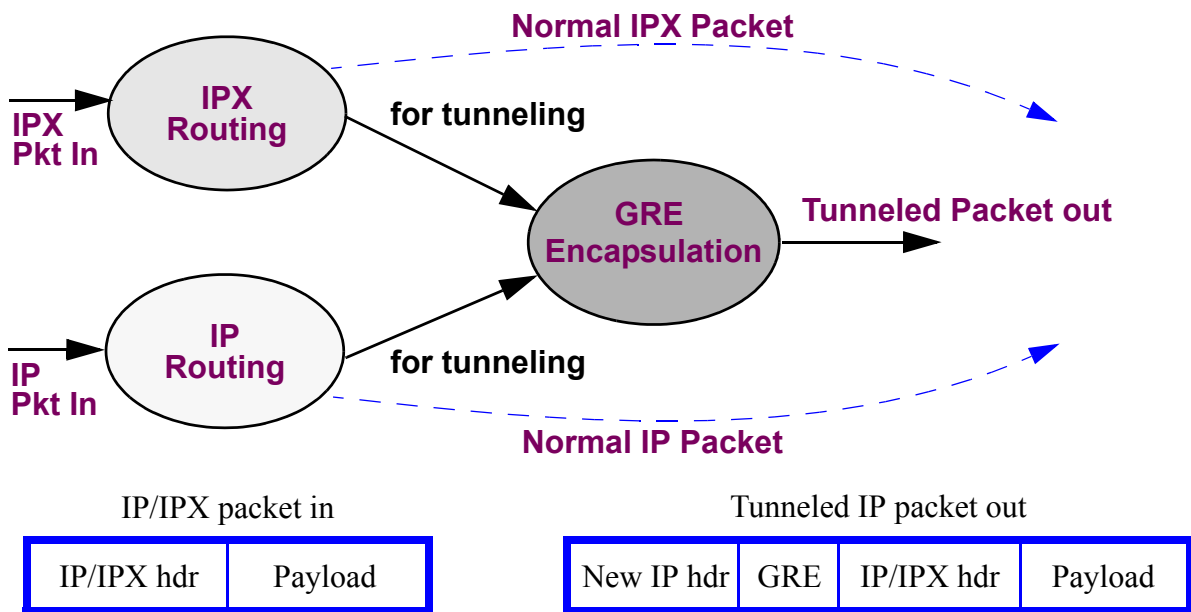 Normal IPX Packet
IPX
Routing
IPX
Pkt In
for tunneling
GRE
Encapsulation
Tunneled Packet out
IP
Routing
IP
Pkt In
for tunneling
Normal IP Packet
IP/IPX packet in
Tunneled IP packet out
IP/IPX hdr Payload
New IP hdr GRE IP/IPX hdr Payload